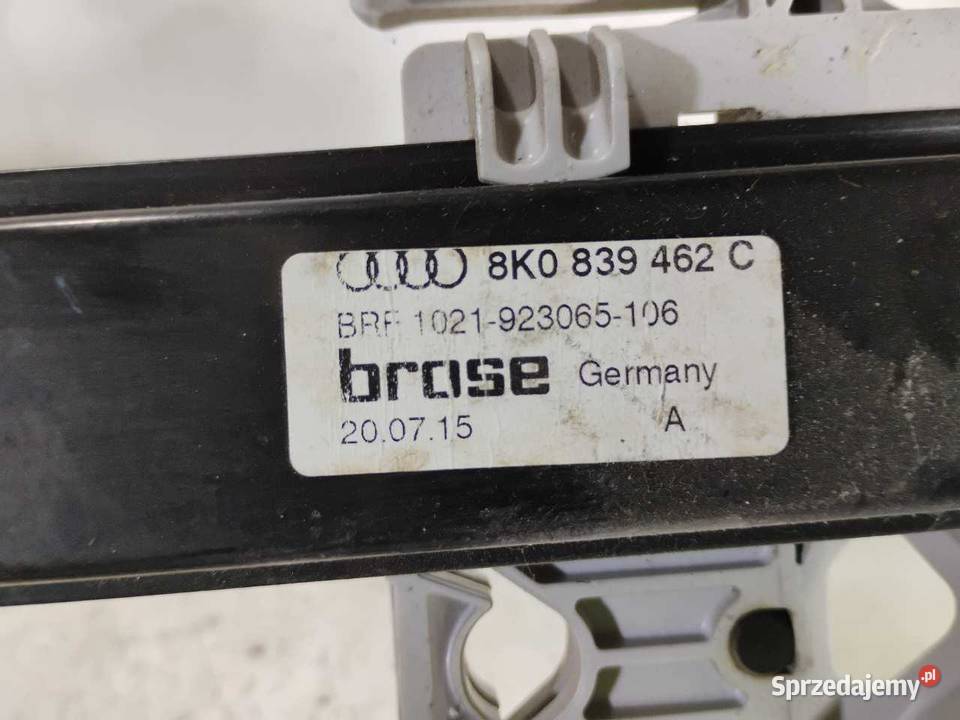 8K0 839 462 C
BRF 1021-923065-106
brose Germany
20.07.15 A
Sprzedajemy.pl